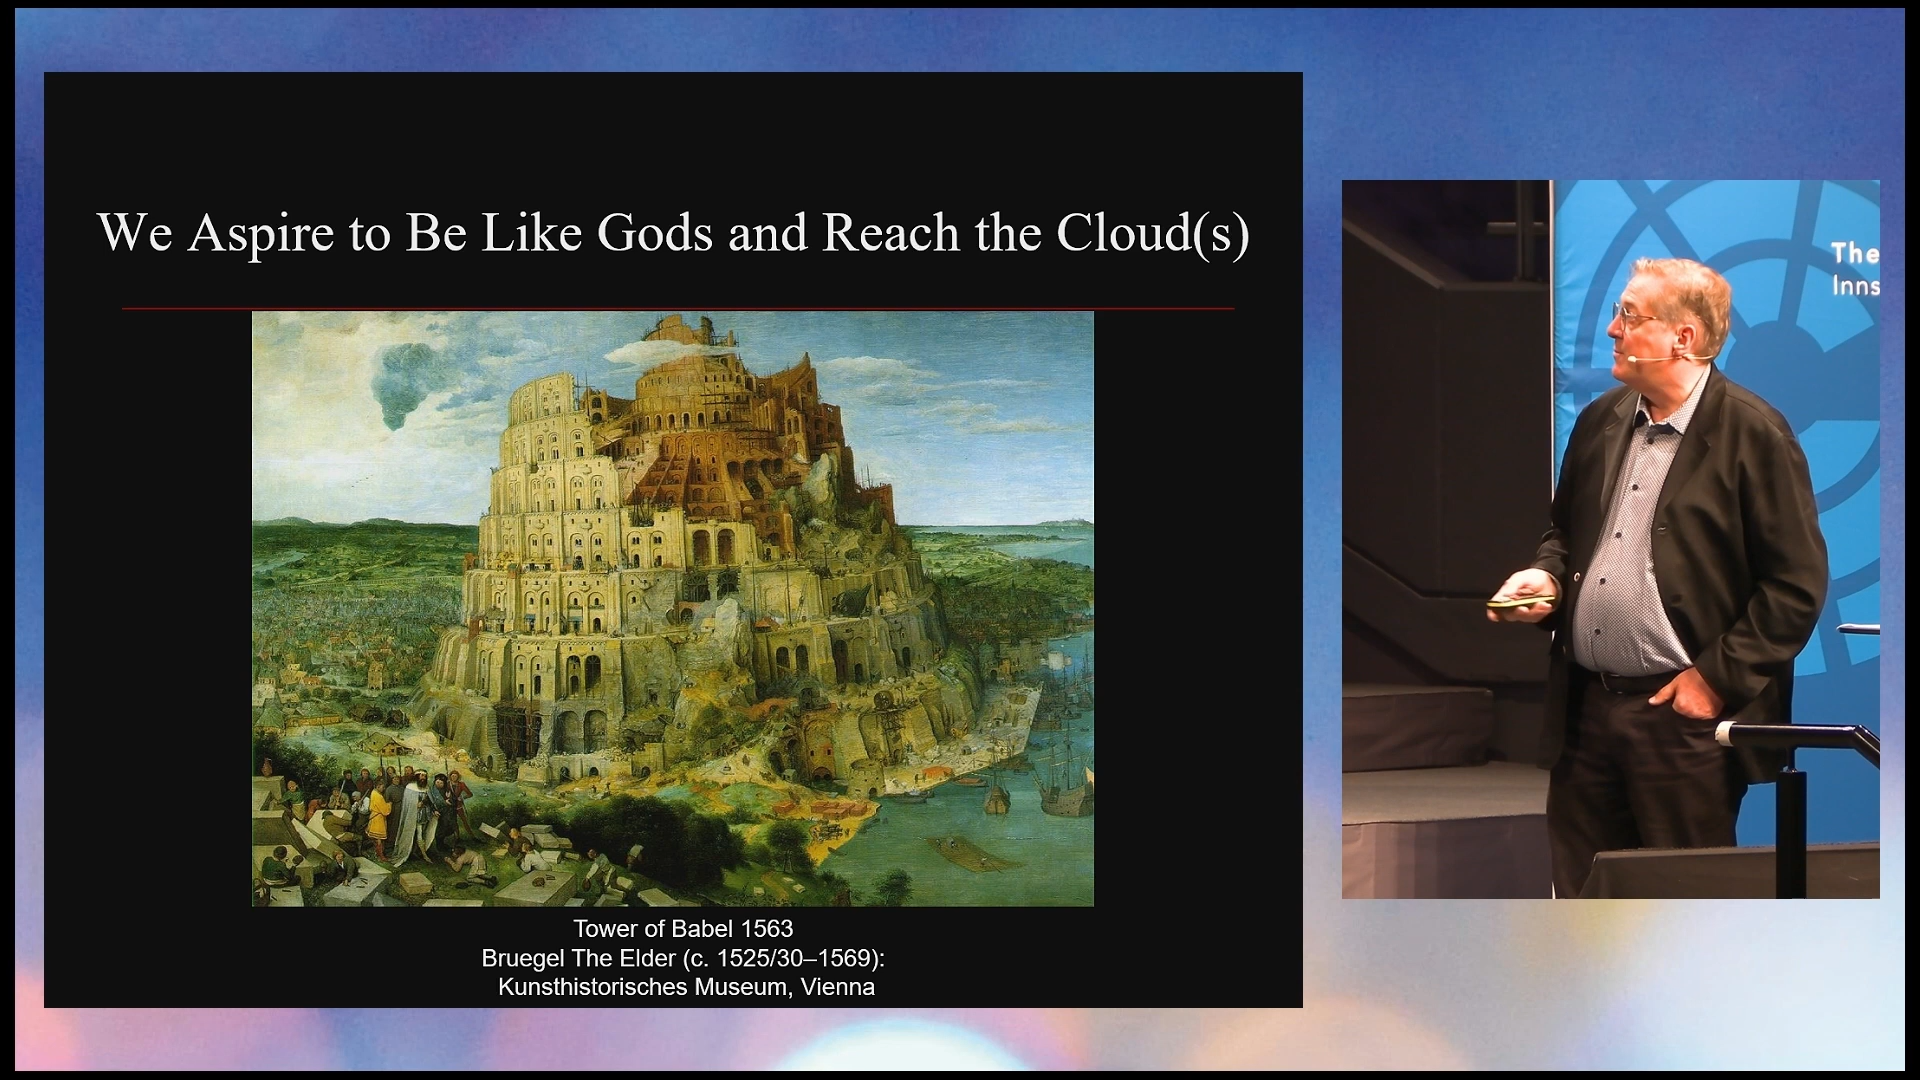 We Aspire to Be Like Gods and Reach the Cloud(s)
Tower of Babel 1563
Bruegel The Elder (c. 1525/30–1569):
Kunsthistorisches Museum, Vienna
The
Inns